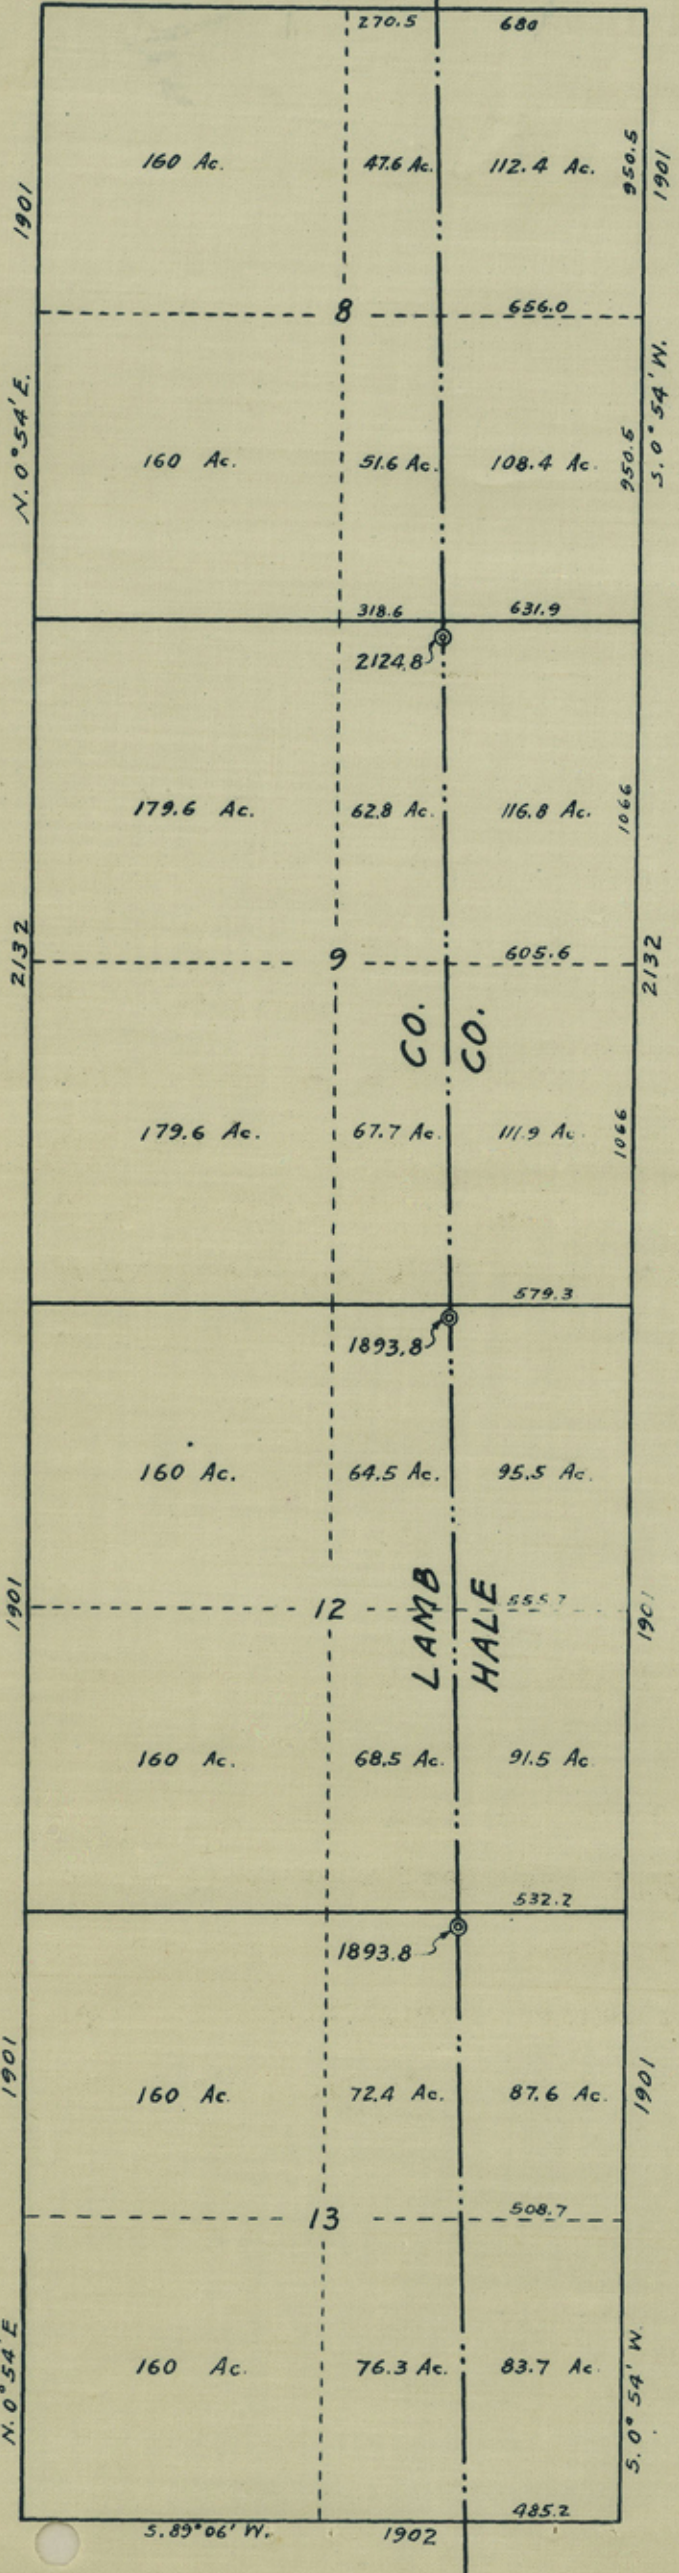 270.5 680
160 Ac. 47.6 Ac. 112.4 Ac. 950.5
1901 1901
8 656.0
N. 0° 54' E. S. 0° 54' W.
160 Ac. 51.6 Ac. 108.4 Ac. 950.5
318.6 631.9
2124.8
179.6 Ac. 62.8 Ac. 116.8 Ac. 1066
2132 9 605.6 2132
CO. CO.
179.6 Ac. 67.7 Ac. 111.9 Ac. 1066
579.3
1893.8
160 Ac. 64.5 Ac. 95.5 Ac.
1901 12 555.7 1901
LAMB HALE
160 Ac. 68.5 Ac. 91.5 Ac
532.2
1893.8
1901 160 Ac. 72.4 Ac. 87.6 Ac. 1901
13 508.7
N. 0° 54' E 160 Ac. 76.3 Ac. 83.7 Ac. S. 0° 54' W.
485.2
S. 89° 06' W. 1902